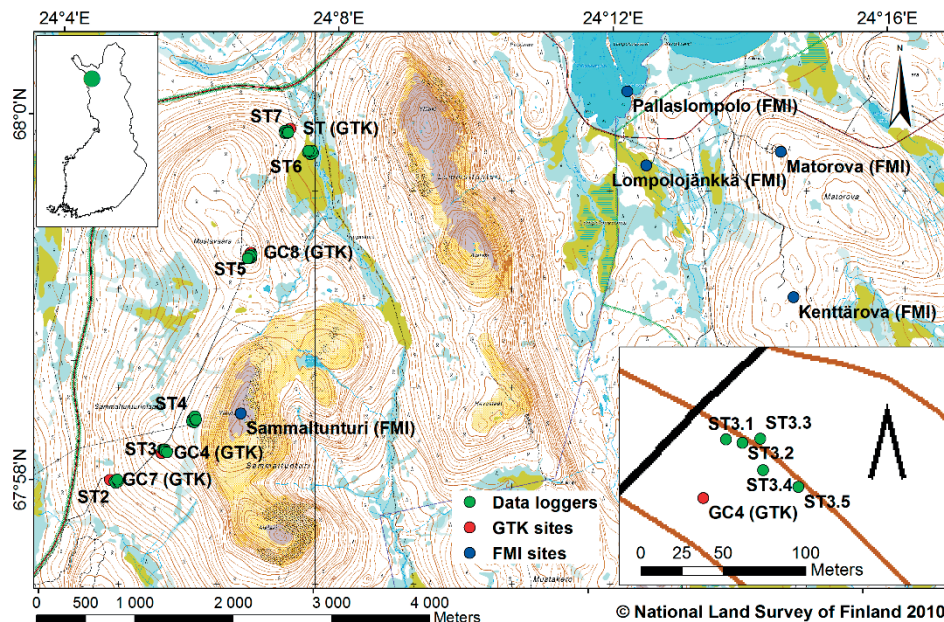 24°4'E
24°8'E
24°12'E
24°16'E
N
68°0'N
67°58'N
Pallaslompolo (FMI)
ST7
ST (GTK)
ST6
Matorova (FMI)
Lompolojänkkä (FMI)
Matorova
GC8 (GTK)
ST5
Kenttärova (FMI)
ST4
Sammaltunturi (FMI)
ST3
GC4 (GTK)
Sammaltunturi
GC7 (GTK)
ST2
Mustakero
Data loggers
GTK sites
FMI sites
ST3.1
ST3.3
ST3.2
ST3.4
ST3.5
GC4 (GTK)
0 25 50 100
Meters
0 500 1 000 2 000 3 000 4 000
Meters
© National Land Survey of Finland 2010